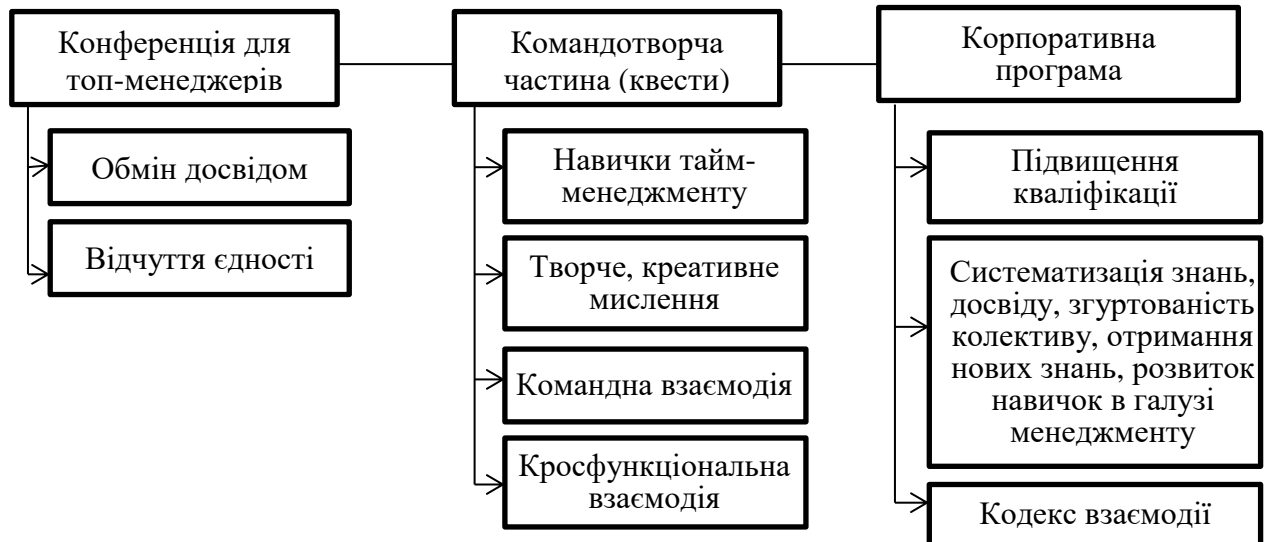 Конференція для
топ-менеджерів
Обмін досвідом
Відчуття єдності
Командотворча
частина (квести)
Навички тайм-
менеджменту
Творче, креативне
мислення
Командна взаємодія
Кросфункціональна
взаємодія
Корпоративна
програма
Підвищення
кваліфікації
Систематизація знань,
досвіду, згуртованість
колективу, отримання
нових знань, розвиток
навичок в галузі
менеджменту
Кодекс взаємодії